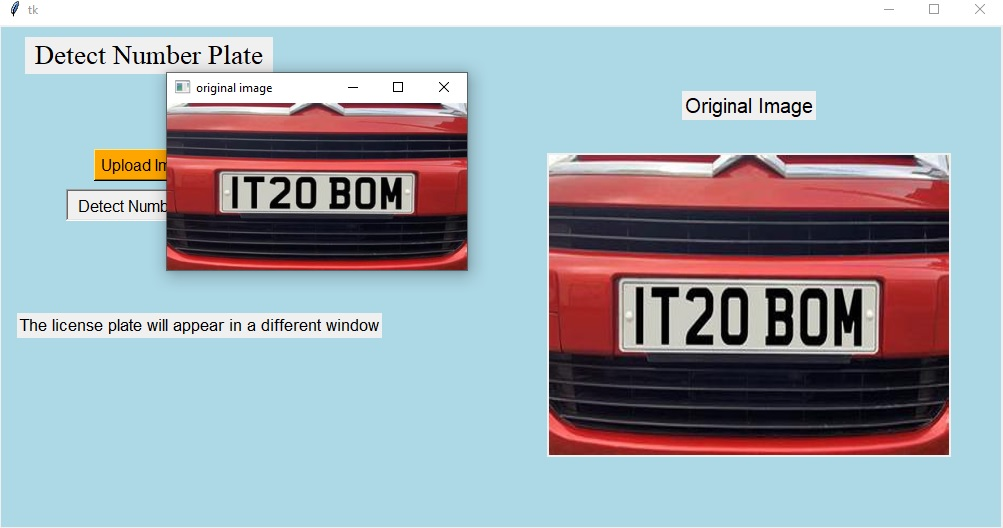 tk
Detect Number Plate
original image
Original Image
Upload Im
IT20 BOM
Detect Numb
IT20 BOM
The license plate will appear in a different window